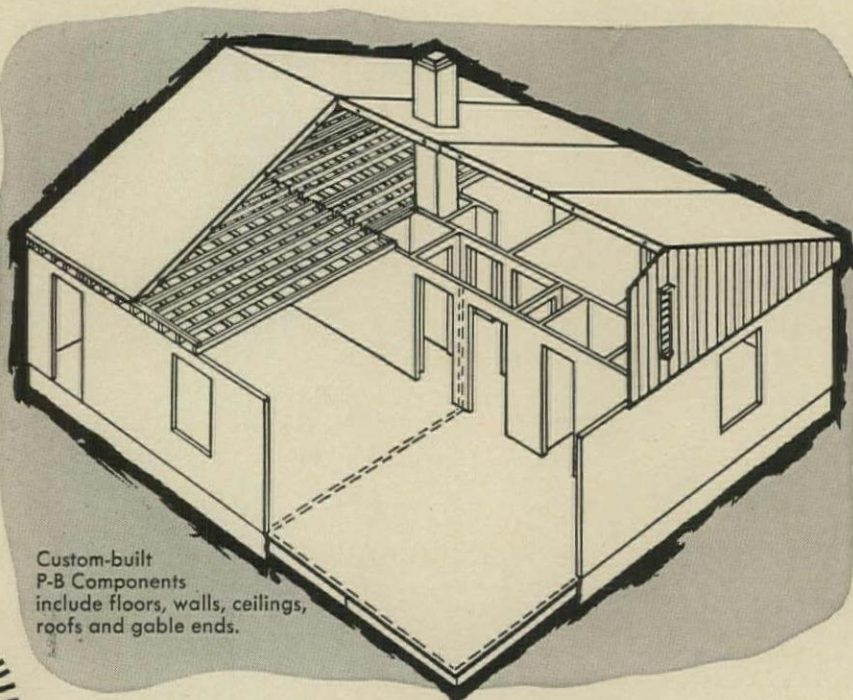 Custom-built
P-B Components
include floors, walls, ceilings,
roofs and gable ends.